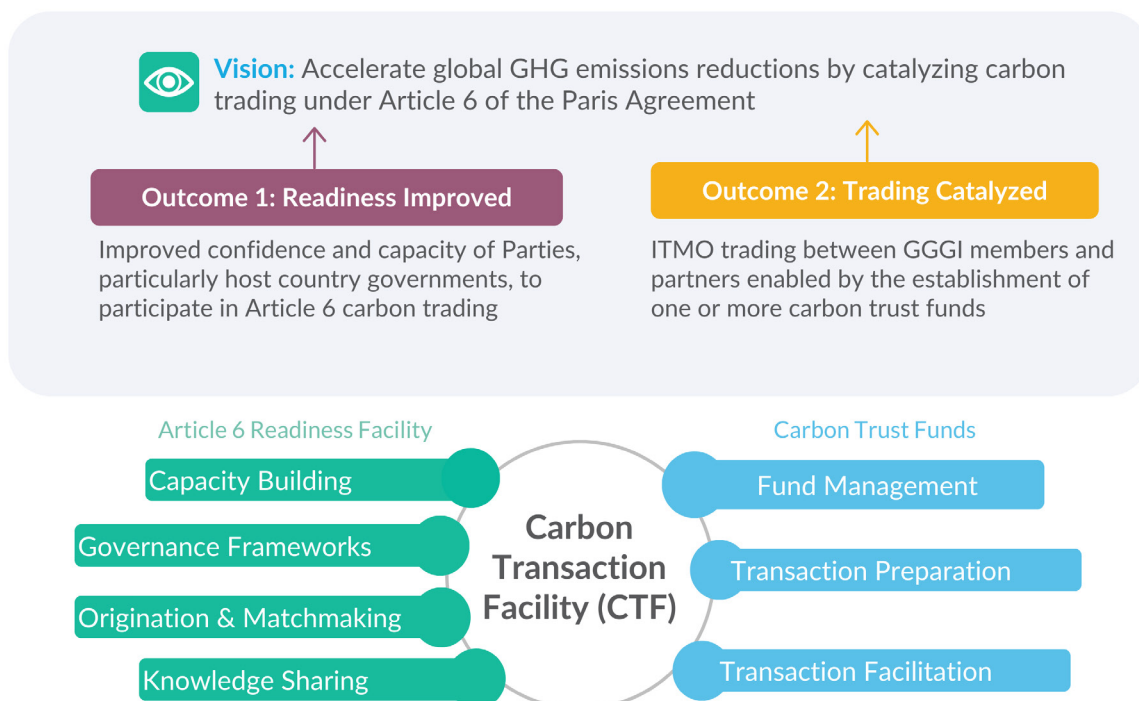 Vision: Accelerate global GHG emissions reductions by catalyzing carbon
trading under Article 6 of the Paris Agreement
Outcome 1: Readiness Improved
Improved confidence and capacity of Parties,
particularly host country governments, to
participate in Article 6 carbon trading
Outcome 2: Trading Catalyzed
ITMO trading between GGGI members and
partners enabled by the establishment of
one or more carbon trust funds
Article 6 Readiness Facility
Capacity Building
Governance Frameworks
Origination & Matchmaking
Knowledge Sharing
Carbon
Transaction
Facility (CTF)
Carbon Trust Funds
Fund Management
Transaction Preparation
Transaction Facilitation